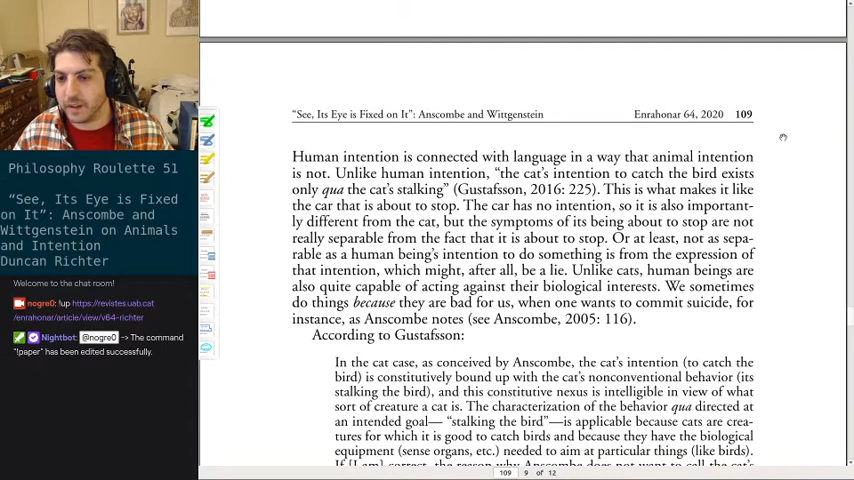 Philosophy Roulette 51
"See, Its Eye is Fixed
on It": Anscombe and
Wittgenstein on Animals
and Intention
Duncan Richter
Welcome to the chat room!
nogre0: !up https://revistes.uab.cat
/enrahonar/article/view/v64-richter
Nightbot: @nogre0 -> The command
"!paper" has been edited successfully.
"See, Its Eye is Fixed on It": Anscombe and Wittgenstein Enrahonar 64, 2020 109
Human intention is connected with language in a way that animal intention
is not. Unlike human intention, "the cat's intention to catch the bird exists
only qua the cat's stalking" (Gustafsson, 2016: 225). This is what makes it like
the car that is about to stop. The car has no intention, so it is also important-
ly different from the cat, but the symptoms of its being about to stop are not
really separable from the fact that it is about to stop. Or at least, not as sepa-
rable as a human being's intention to do something is from the expression of
that intention, which might, after all, be a lie. Unlike cats, human beings are
also quite capable of acting against their biological interests. We sometimes
do things because they are bad for us, when one wants to commit suicide, for
instance, as Anscombe notes (see Anscombe, 2005: 116).
According to Gustafsson:
In the cat case, as conceived by Anscombe, the cat's intention (to catch the
bird) is constitutively bound up with the cat's nonconventional behavior (its
stalking the bird), and this constitutive nexus is intelligible in view of what
sort of creature a cat is. The characterization of the behavior qua directed at
an intended goal— "stalking the bird"—is applicable because cats are crea-
tures for which it is good to catch birds and because they have the biological
equipment (sense organs, etc.) needed to aim at particular things (like birds).
If [I am] correct, the reason why Anscombe does not want to call the cat's
109 9 of 12